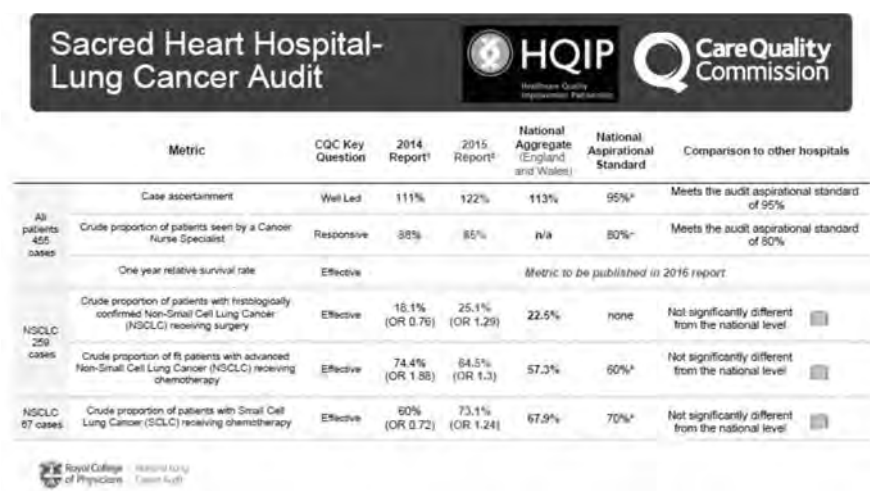 Sacred Heart Hospital-
Lung Cancer Audit
HQIP
Healthcare Quality
Improvement Partnership
CareQuality
Commission
Metric
CQC Key
Question
2014
Report¹
2015
Report²
National
Aggregate
(England
and Wales)
National
Aspirational
Standard
Comparison to other hospitals
All
patients
455
cases
Case ascertainment
Well Led
111%
122%
113%
95%
Meets the audit aspirational standard
of 95%
Crude proportion of patients seen by a Cancer
Nurse Specialist
Responsive
88%
n/a
80%
Meets the audit aspirational standard
of 80%
One year relative survival rate
Effective
Metric to be published in 2016 report
NSCLC
259
cases
Crude proportion of patients with histologically
confirmed Non-Small Cell Lung Cancer
(NSCLC) receiving surgery
Effective
18.1%
(OR 0.76)
25.1%
(OR 1.29)
22.5%
none
Not significantly different
from the national level
Crude proportion of fit patients with advanced
Non-Small Cell Lung Cancer (NSCLC) receiving
chemotherapy
Effective
74.4%
(OR 1.88)
64.5%
(OR 1.3)
57.3%
60%
Not significantly different
from the national level
NSCLC
67 cases
Crude proportion of patients with Small Cell
Lung Cancer (SCLC) receiving chemotherapy
Effective
60%
(OR 0.72)
73.1%
(OR 1.24)
67.9%
70%
Not significantly different
from the national level
Royal College
of Physicians
National Lung
Cancer Audit